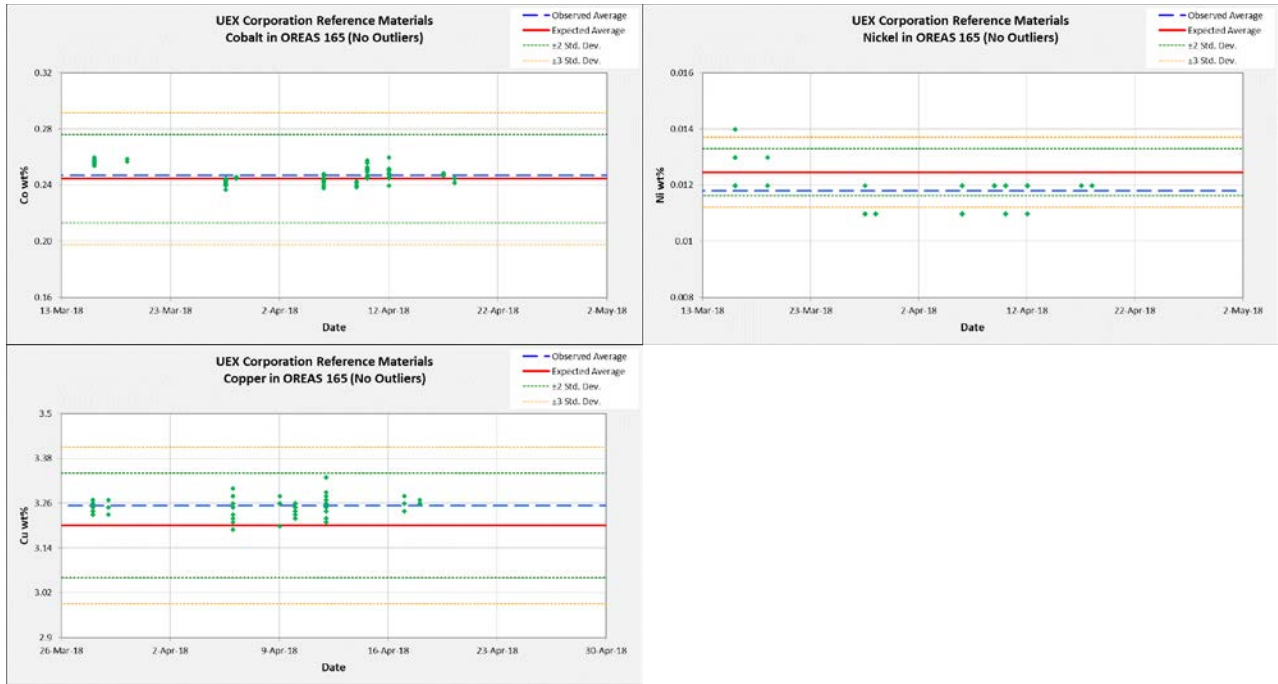 UEX Corporation Reference Materials
Cobalt in OREAS 165 (No Outliers)
Observed Average
Expected Average
±2 Std. Dev.
±3 Std. Dev.
0.32
0.28
0.24
0.20
0.16
Co wt%
13-Mar-18 23-Mar-18 2-Apr-18 12-Apr-18 22-Apr-18 2-May-18
Date
UEX Corporation Reference Materials
Nickel in OREAS 165 (No Outliers)
Observed Average
Expected Average
±2 Std. Dev.
±3 Std. Dev.
0.016
0.014
0.012
0.01
0.008
Ni wt%
13-Mar-18 23-Mar-18 2-Apr-18 12-Apr-18 22-Apr-18 2-May-18
Date
UEX Corporation Reference Materials
Copper in OREAS 165 (No Outliers)
Observed Average
Expected Average
±2 Std. Dev.
±3 Std. Dev.
3.5
3.38
3.26
3.14
3.02
2.9
Cu wt%
26-Mar-18 2-Apr-18 9-Apr-18 16-Apr-18 23-Apr-18 30-Apr-18
Date